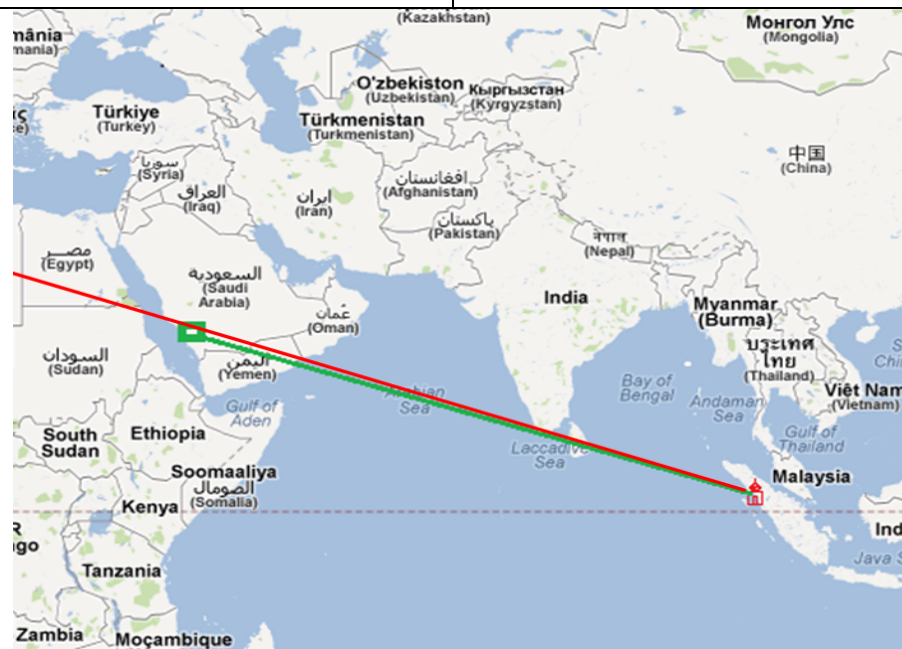 (Kazakhstan)
mânia
mania)
Монгол Улс
(Mongolia)
O'zbekiston
(Uzbekistan)
Кыргызстан
(Kyrgyzstan)
Türkiye
(Turkey)
Türkmenistan
(Turkmenistan)
ce)
سوريا
(Syria)
中国
(China)
العراق
(Iraq)
ایران
(Iran)
افغانستان
(Afghanistan)
پاکستان
(Pakistan)
नेपाल
(Nepal)
مصر
(Egypt)
السعودية
(Saudi
Arabia)
India
Myanmar
(Burma)
عُمان
(Oman)
ประเทศ
ไทย
(Thailand)
S
Chi
السودان
(Sudan)
اليمن
(Yemen)
Arabian
Sea
Bay of
Bengal
Andaman
Sea
Việt Nam
(Vietnam)
Gulf of
Aden
South
Sudan
Ethiopia
Laccadive
Sea
Gulf of
Thailand
Soomaaliya
الصومال
(Somalia)
Malaysia
Kenya
R
ngo
Ind
Java S
Tanzania
Zambia
Moçambique